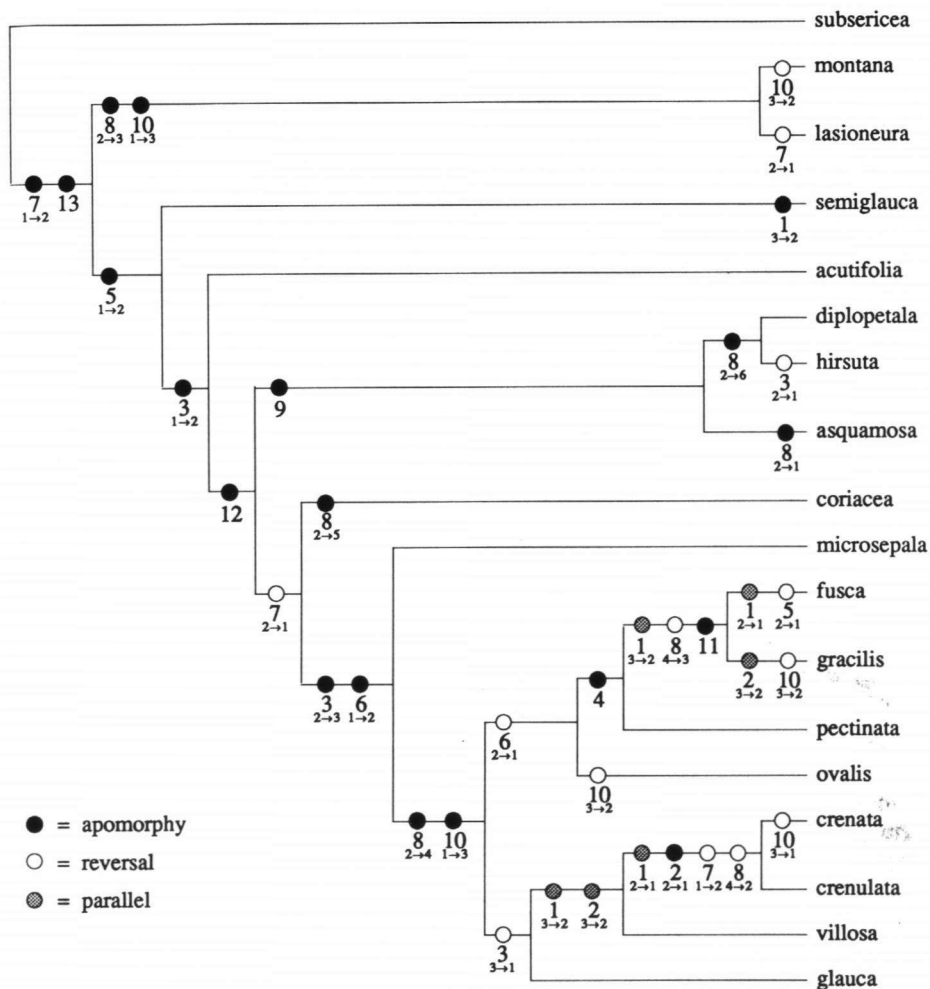 subsericea
montana
10
3→2
8 10
2→3 1→3
lasioneura
7
2→1
7 13
1→2
semiglauca
1
3→2
5
1→2
acutifolia
diplopetala
8
2→6
hirsuta
3
2→1
3
1→2
9
asquamosa
8
2→1
12
coriacea
8
2→5
microsepala
7
2→1
fusca
1 5
2→1 2→1
1 8 11
3→2 4→3
gracilis
2 10
3→2 3→2
3 6
2→3 1→2
4
pectinata
6
2→1
ovalis
10
3→2
crenata
10
3→1
8 10
2→4 1→3
= apomorphy
= reversal
= parallel
1 2 7 8
2→1 2→1 1→2 4→2
crenulata
1 2
3→2 3→2
villosa
3
3→1
glauca